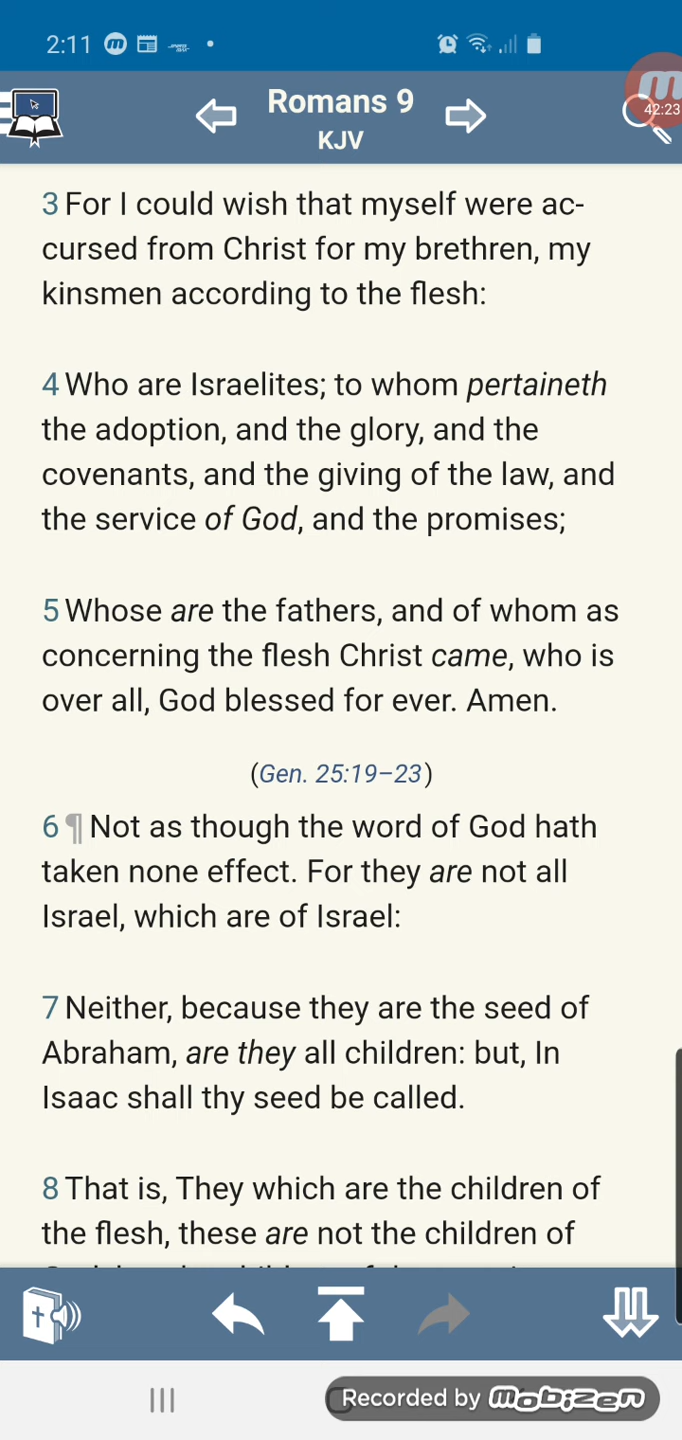 2:11
Romans 9
KJV
42:23
3 For I could wish that myself were ac-
cursed from Christ for my brethren, my
kinsmen according to the flesh:
4 Who are Israelites; to whom pertaineth
the adoption, and the glory, and the
covenants, and the giving of the law, and
the service of God, and the promises;
5 Whose are the fathers, and of whom as
concerning the flesh Christ came, who is
over all, God blessed for ever. Amen.
(Gen. 25:19–23)
6 ¶ Not as though the word of God hath
taken none effect. For they are not all
Israel, which are of Israel:
7 Neither, because they are the seed of
Abraham, are they all children: but, In
Isaac shall thy seed be called.
8 That is, They which are the children of
the flesh, these are not the children of
Recorded by mobizen